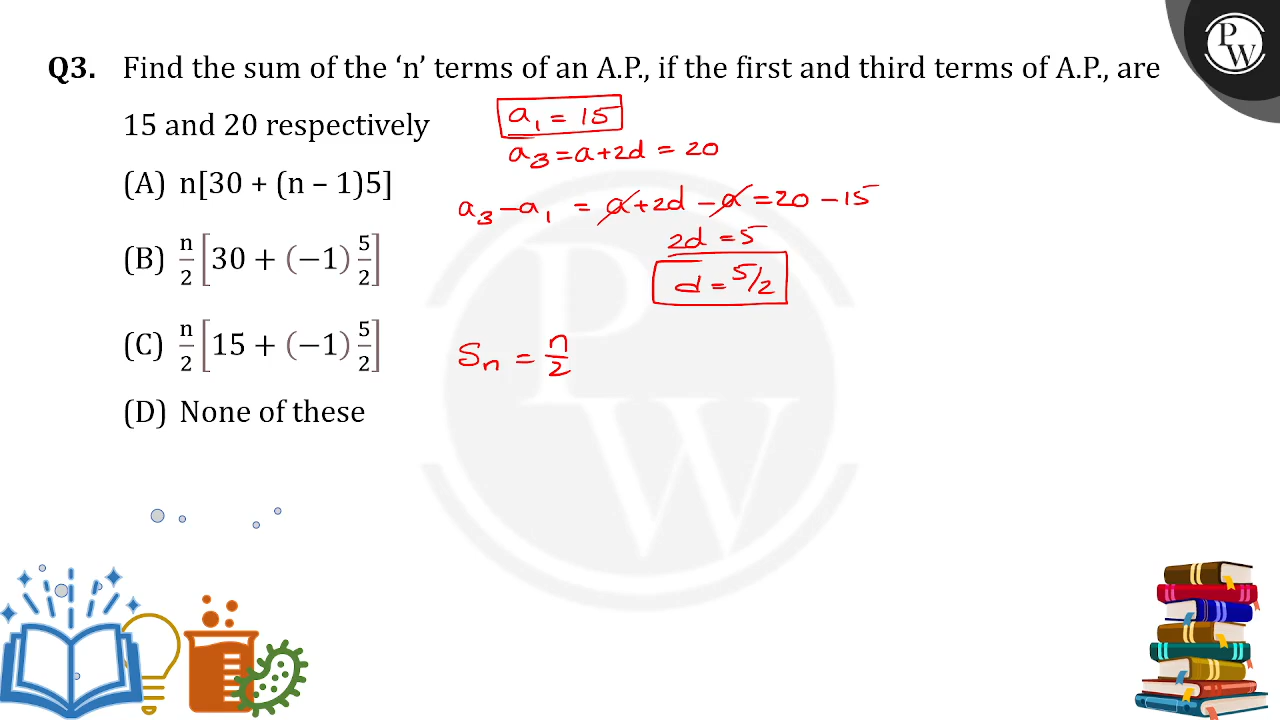 PW
Q3. Find the sum of the ‘n’ terms of an A.P., if the first and third terms of A.P., are
15 and 20 respectively
a₁ = 15
a₃ = a + 2d = 20
(A) n[30 + (n – 1)5]
a₃ – a₁ = a + 2d – a = 20 – 15
2d = 5
(B) n/2 [30 + (−1) 5/2]
d = 5/2
(C) n/2 [15 + (−1) 5/2]
Sₙ = n/2
(D) None of these
PW